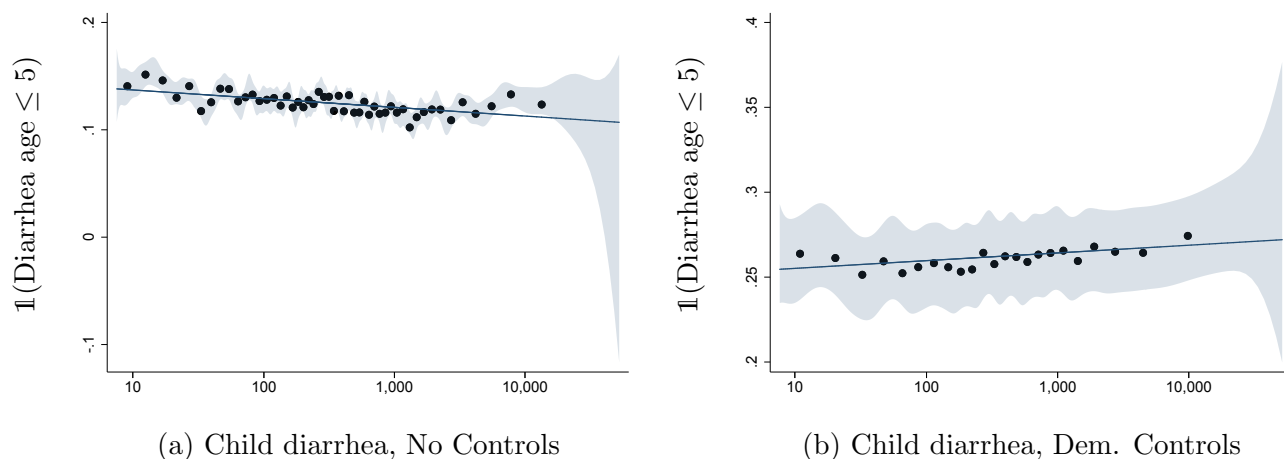 𝟙(Diarrhea age ≤ 5)
.2
.1
0
-.1
10 100 1,000 10,000
(a) Child diarrhea, No Controls
𝟙(Diarrhea age ≤ 5)
.4
.35
.3
.25
.2
10 100 1,000 10,000
(b) Child diarrhea, Dem. Controls